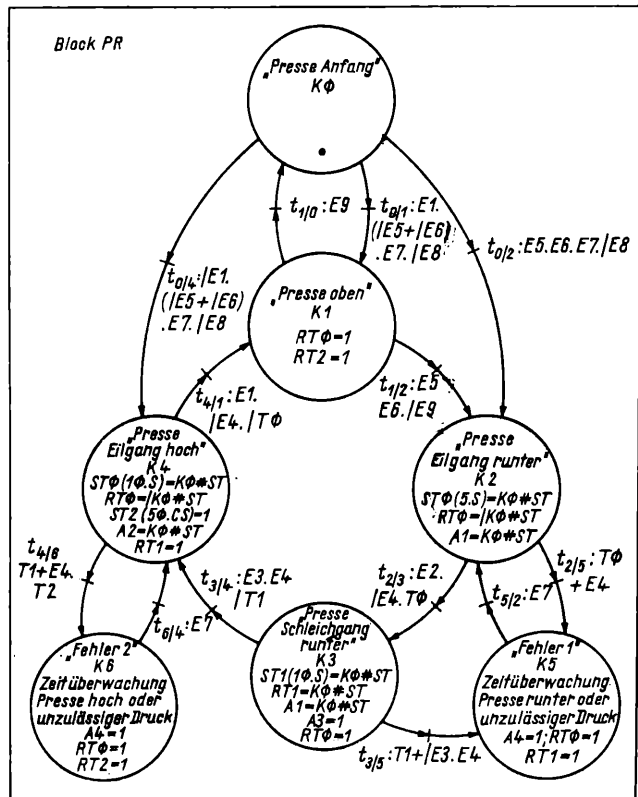 Block PR
„Presse Anfang"
KΦ
t1/0:E9
t0/1:E1.
(/E5+/E6)
.E7./E8
t0/2:E5.E6.E7./E8
t0/4:/E1.
(/E5+/E6)
.E7./E8
„Presse oben"
K1
RTΦ=1
RT2=1
t4/1:E1.
/E4./TΦ
t1/2:E5
E6./E9
„Presse
Eilgang hoch"
K4
STΦ(1Φ.S)=KΦ#ST
RTΦ=/KΦ#ST
ST2(5Φ.CS)=1
A2=KΦ#ST
RT1=1
„Presse
Eilgang runter"
K2
STΦ(5.S)=KΦ#ST
RTΦ=/KΦ#ST
A1=KΦ#ST
t4/6
T1+E4.
T2
t6/4:E7
t3/4:E3.E4
/T1
t2/3:E2.
/E4.TΦ
t5/2:E7
t2/5:TΦ
+E4
„Presse
Schleichgang
runter"
K3
ST1(1Φ.S)=KΦ#ST
RT1=KΦ#ST
A1=KΦ#ST
A3=1
RTΦ=1
„Fehler 2"
K6
Zeitüberwachung
Presse hoch oder
unzulässiger Druck
A4=1
RTΦ=1
RT2=1
„Fehler 1"
K5
Zeitüberwachung
Presse runter oder
unzulässiger Druck
A4=1;RTΦ=1
RT1=1
t3/5:T1+/E3.E4